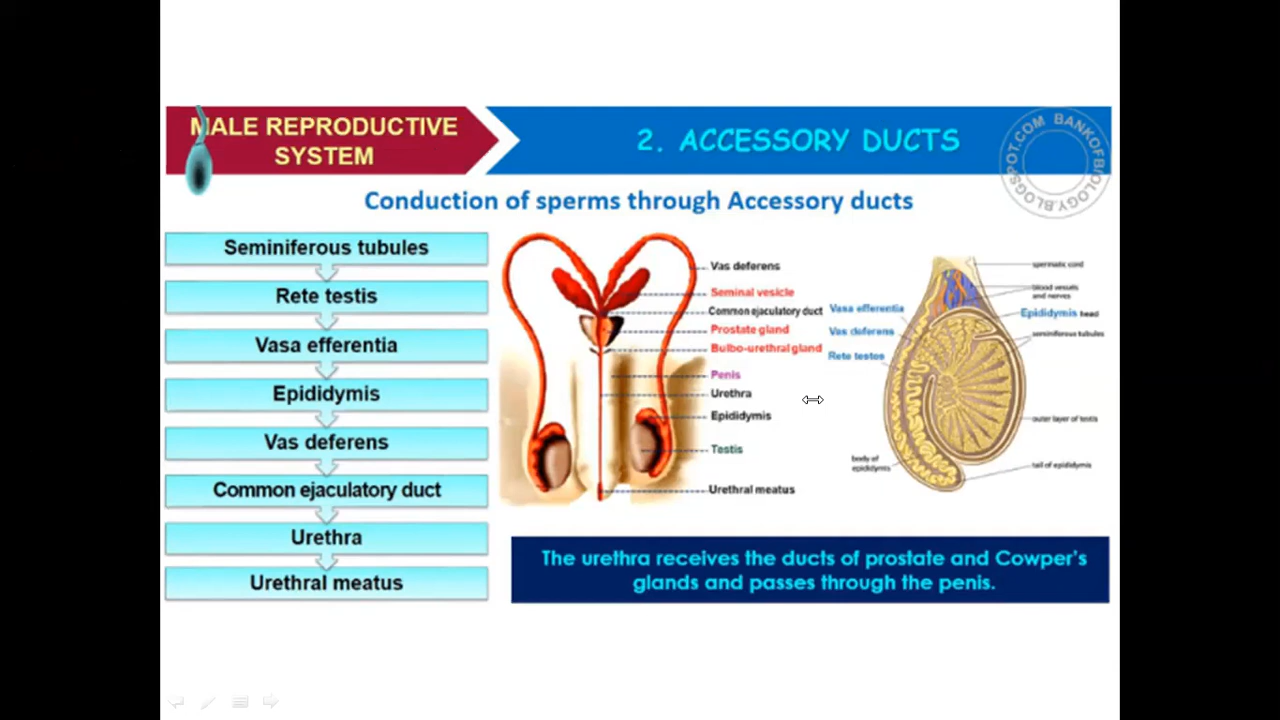 MALE REPRODUCTIVE
SYSTEM
2. ACCESSORY DUCTS
BANKOFBIOLOGY.BLOGSPOT.COM
Conduction of sperms through Accessory ducts
Seminiferous tubules
Rete testis
Vasa efferentia
Epididymis
Vas deferens
Common ejaculatory duct
Urethra
Urethral meatus
Vas deferens
Seminal vesicle
Common ejaculatory duct
Prostate gland
Bulbo-urethral gland
Penis
Urethra
Epididymis
Testis
Urethral meatus
Vasa efferentia
Vas deferens
Rete testes
body of
epididymis
spermatic cord
blood vessels
and nerves
Epididymis head
seminiferous tubules
outer layer of testis
tail of epididymis
The urethra receives the ducts of prostate and Cowper's
glands and passes through the penis.